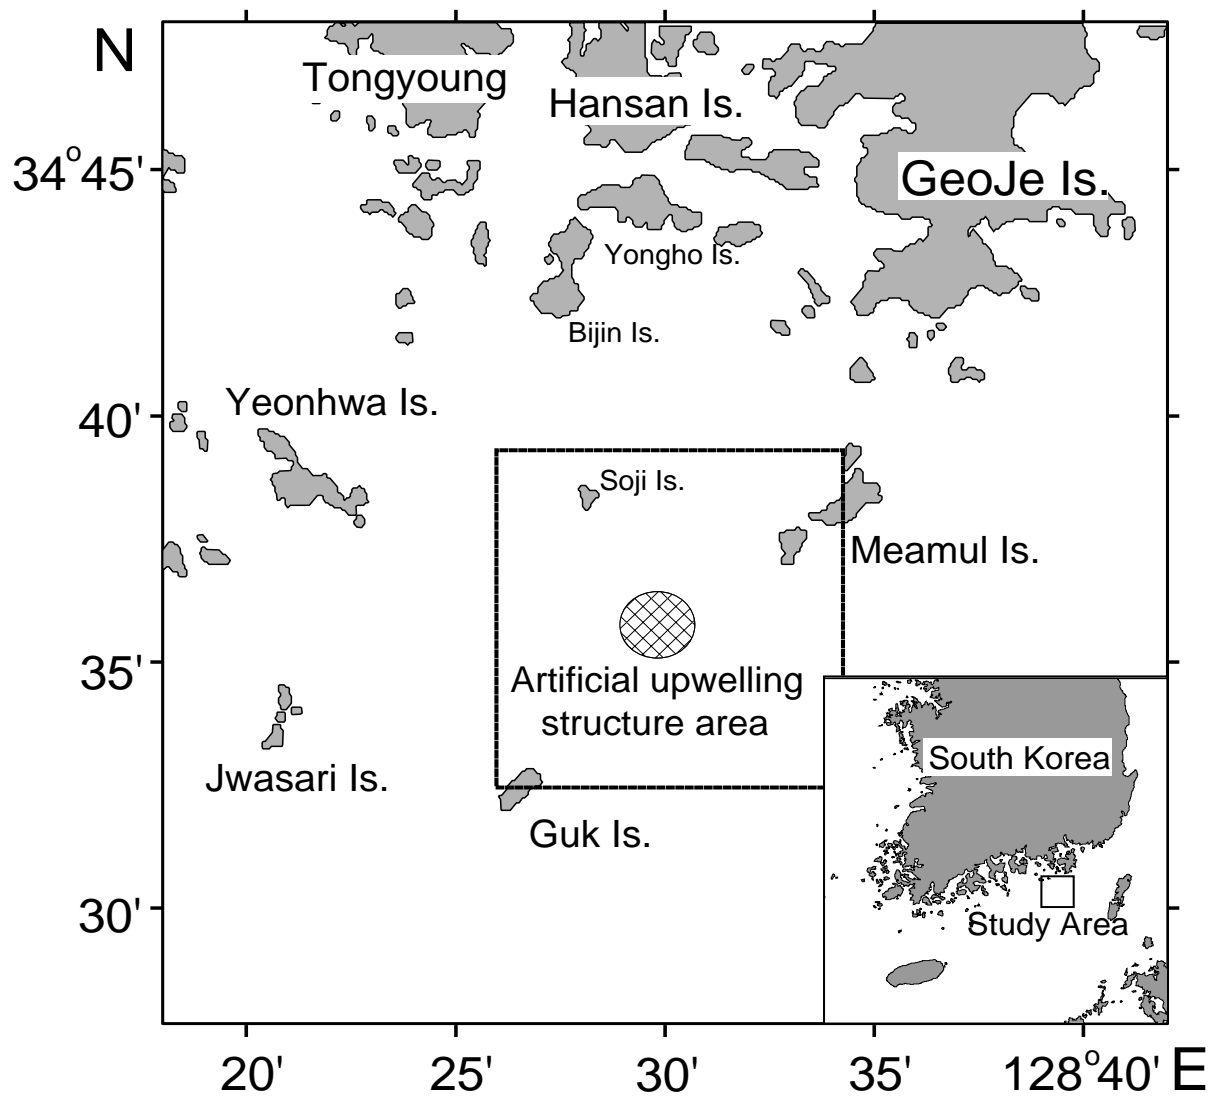 N
Tongyoung
Hansan Is.
34°45'
GeoJe Is.
Yongho Is.
Bijin Is.
Yeonhwa Is.
40'
Soji Is.
Meamul Is.
35'
Artificial upwelling
structure area
Jwasari Is.
South Korea
Guk Is.
30'
Study Area
20'
25'
30'
35'
128°40'
E